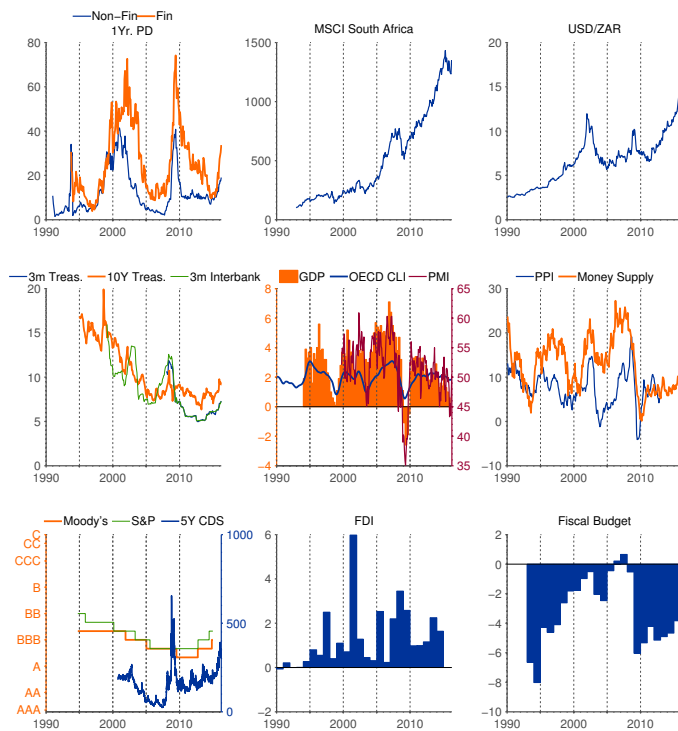 Non−Fin Fin
1Yr. PD
80
60
40
20
0
1990 2000 2010
MSCI South Africa
1500
1000
500
0
1990 2000 2010
USD/ZAR
20
15
10
5
0
1990 2000 2010
3m Treas. 10Y Treas. 3m Interbank
20
15
10
5
0
1990 2000 2010
GDP OECD CLI PMI
8 65
6 60
4 55
2 50
0 45
−2 40
−4 35
1990 2000 2010
PPI Money Supply
30
20
10
0
−10
1990 2000 2010
Moody's S&P 5Y CDS
C 1000
CC
CCC
B
BB 500
BBB
A
AA
AAA 0
1990 2000 2010
FDI
6
4
2
0
−2
1990 2000 2010
Fiscal Budget
2
0
−2
−4
−6
−8
−10
1990 2000 2010